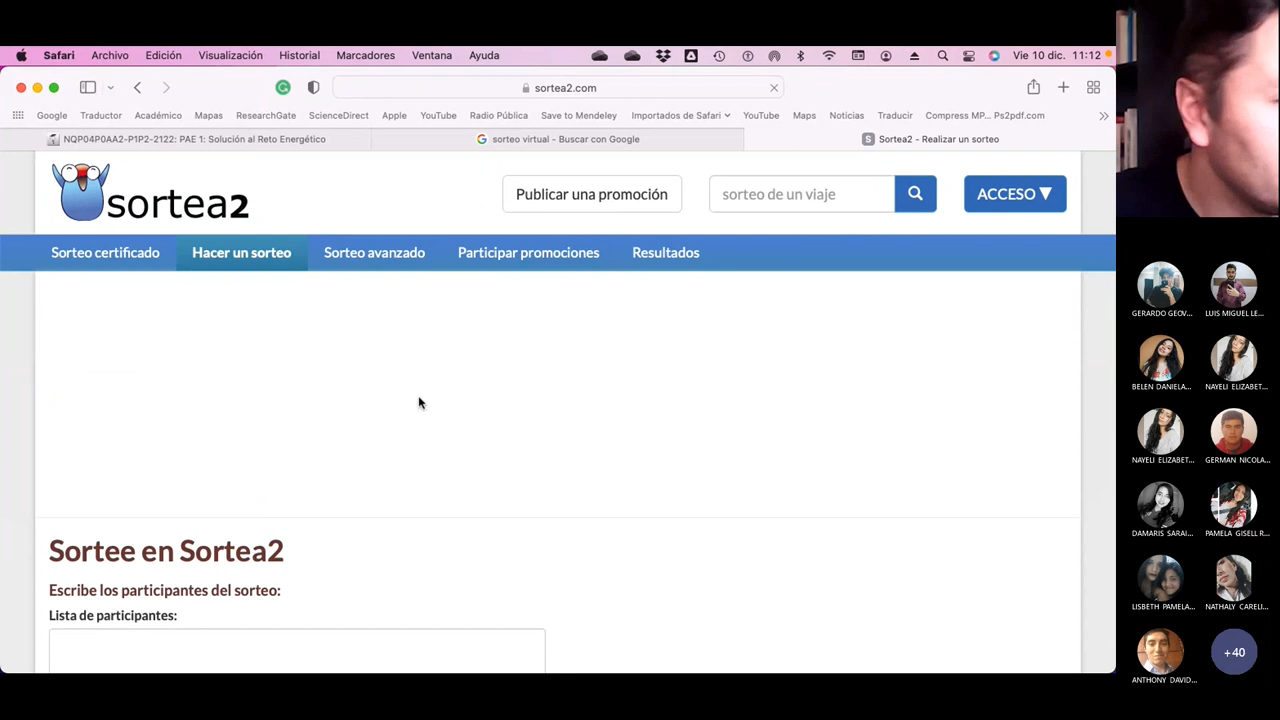 Safari Archivo Edición Visualización Historial Marcadores Ventana Ayuda Vie 10 dic. 11:12
sortea2.com
Google Traductor Académico Mapas ResearchGate ScienceDirect Apple YouTube Radio Pública Save to Mendeley Importados de Safari YouTube Maps Noticias Traducir Compress MP... Ps2pdf.com
NQP04P0AA2-P1P2-2122: PAE 1: Solución al Reto Energético
sorteo virtual - Buscar con Google
S Sortea2 - Realizar un sorteo
sortea2
Publicar una promoción
sorteo de un viaje
ACCESO ▼
Sorteo certificado Hacer un sorteo Sorteo avanzado Participar promociones Resultados
Sortee en Sortea2
Escribe los participantes del sorteo:
Lista de participantes:
GERARDO GEOV... LUIS MIGUEL LE...
BELEN DANIELA... NAYELI ELIZABET...
NAYELI ELIZABET... GERMAN NICOLA...
DAMARIS SARAI... PAMELA GISELL R...
LISBETH PAMELA... NATHALY CARELI...
ANTHONY DAVID... +40